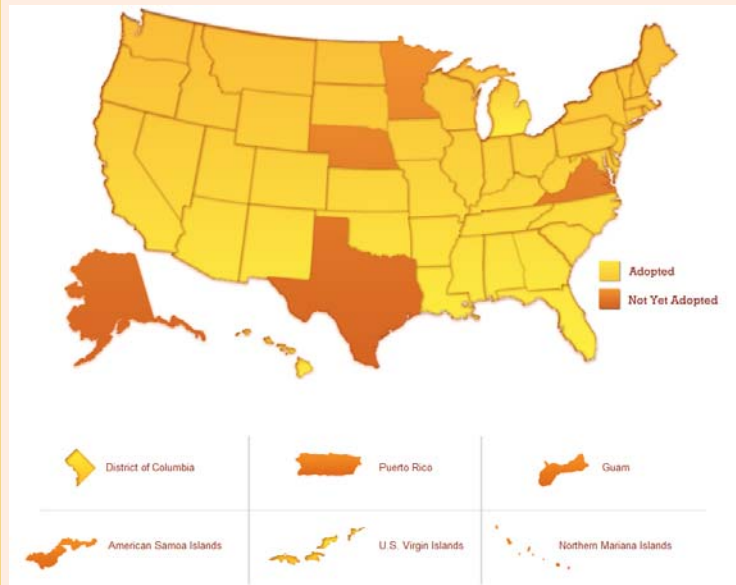 Adopted
Not Yet Adopted
District of Columbia
Puerto Rico
Guam
American Samoa Islands
U.S. Virgin Islands
Northern Mariana Islands